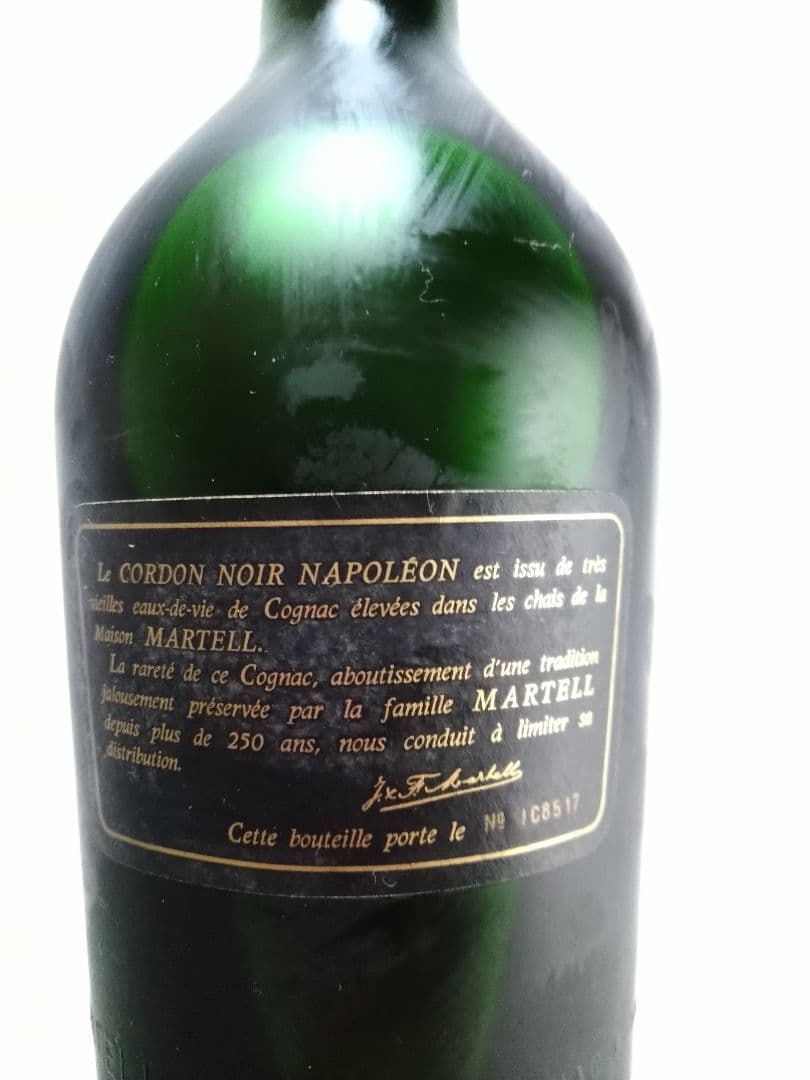 Le CORDON NOIR NAPOLÉON est issu de très
vieilles eaux-de-vie de Cognac élevées dans les chais de la
Maison MARTELL.
La rareté de ce Cognac, aboutissement d'une tradition
jalousement préservée par la famille MARTELL
depuis plus de 250 ans, nous conduit à limiter sa
distribution.
J. & F. Martell
Cette bouteille porte le Nº 1C8517